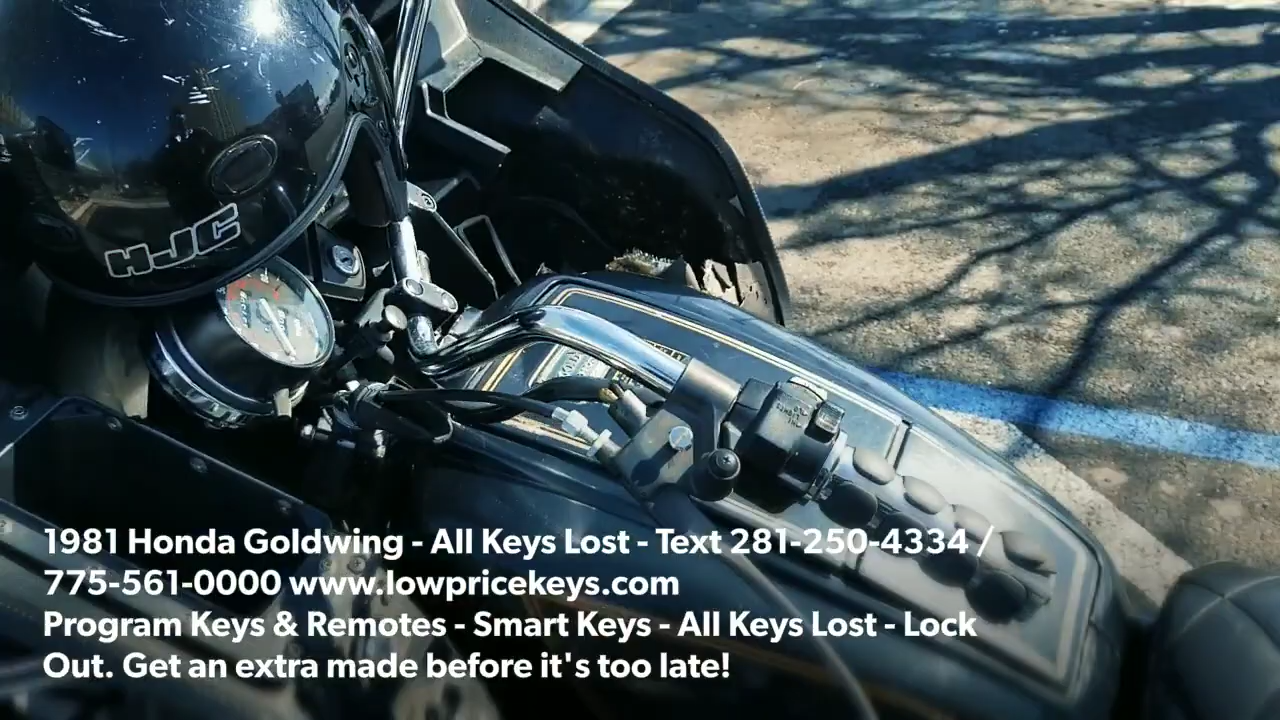 HJC
1981 Honda Goldwing - All Keys Lost - Text 281-250-4334 /
775-561-0000 www.lowpricekeys.com
Program Keys & Remotes - Smart Keys - All Keys Lost - Lock
Out. Get an extra made before it's too late!